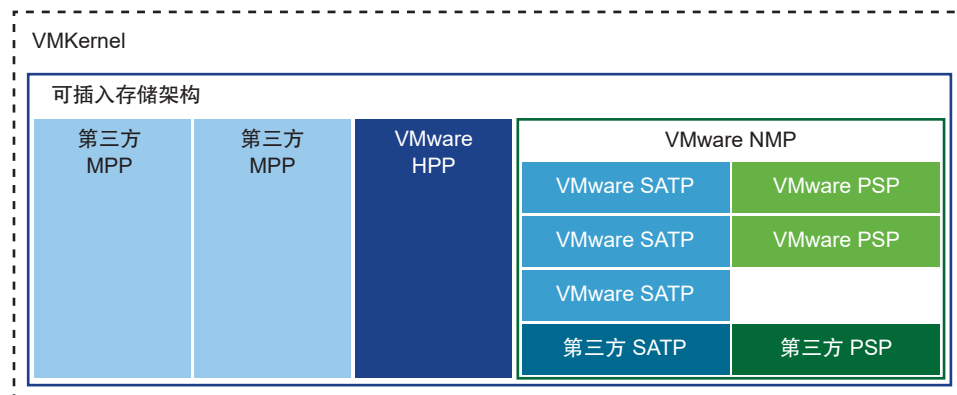 VMKernel
可插入存储架构
第三方
MPP
第三方
MPP
VMware
HPP
VMware NMP
VMware SATP
VMware PSP
VMware SATP
VMware PSP
VMware SATP
第三方 SATP
第三方 PSP